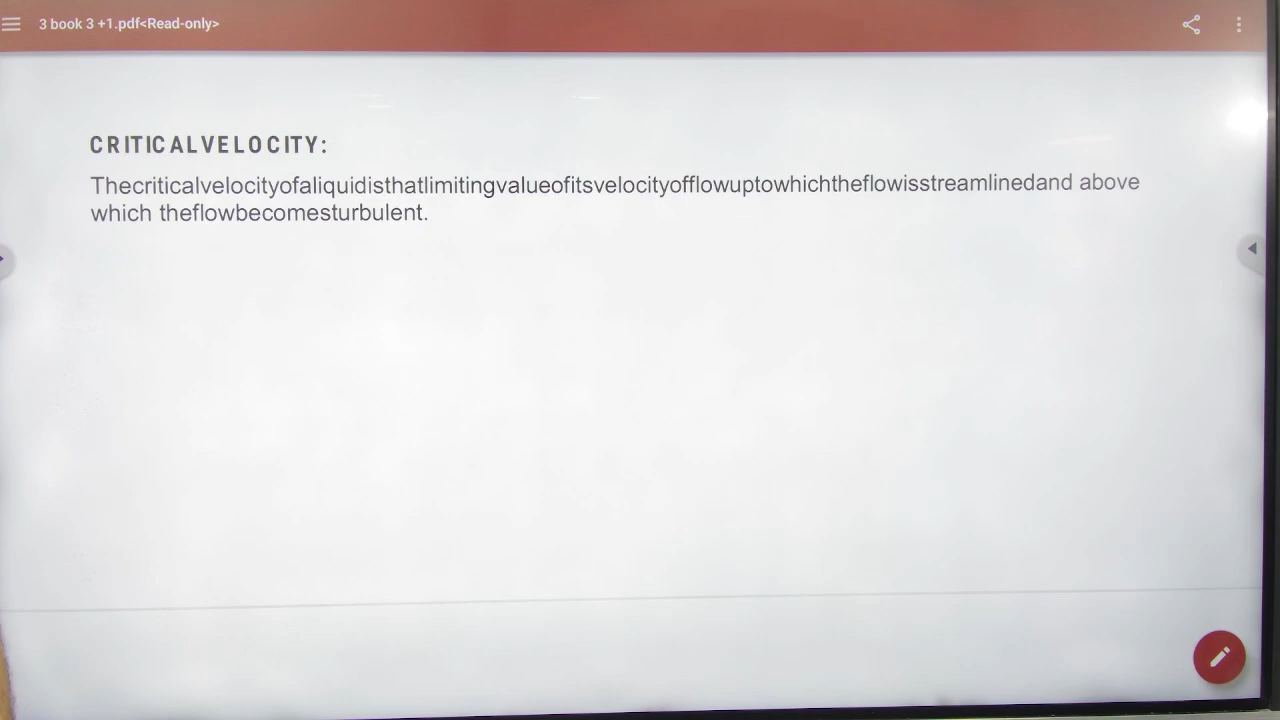 3 book 3 +1.pdf<Read-only>
CRITICALVELOCITY:
Thecriticalvelocityofaliquidisthatlimitingvalueofitsvelocityofflowuptowhichtheflowisstreamlinedand above
which theflowbecomesturbulent.